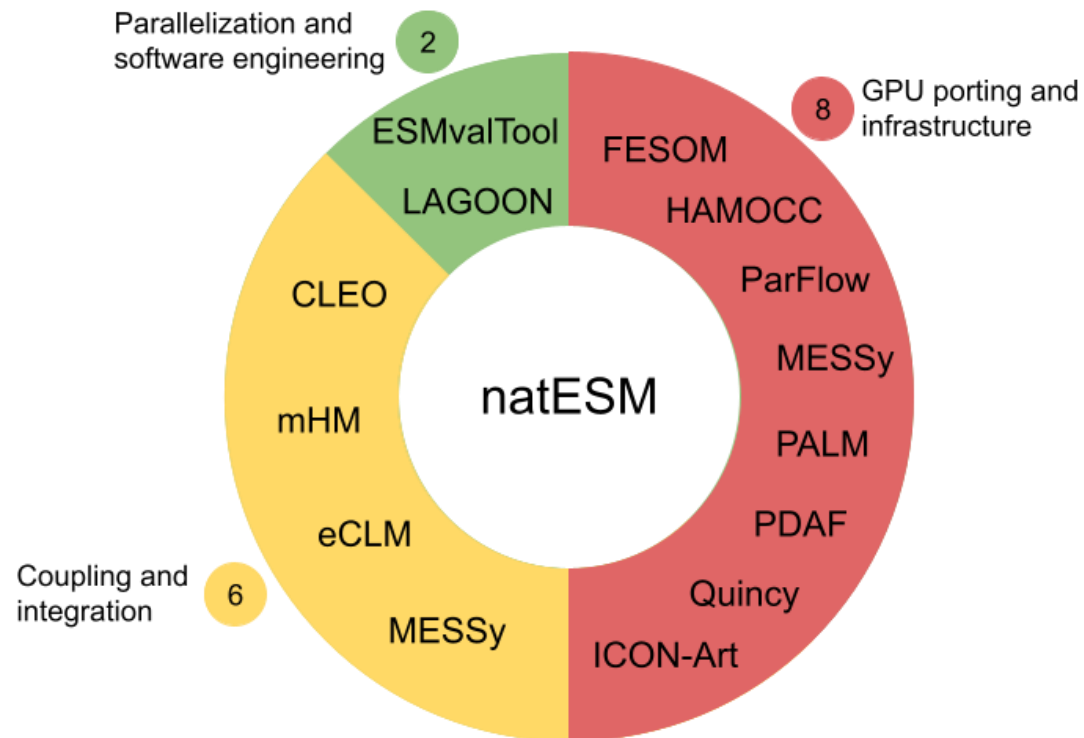 Parallelization and
software engineering
2
8
GPU porting and
infrastructure
ESMvalTool
LAGOON
FESOM
HAMOCC
ParFlow
MESSy
PALM
PDAF
Quincy
ICON-Art
CLEO
mHM
eCLM
MESSy
natESM
Coupling and
integration
6